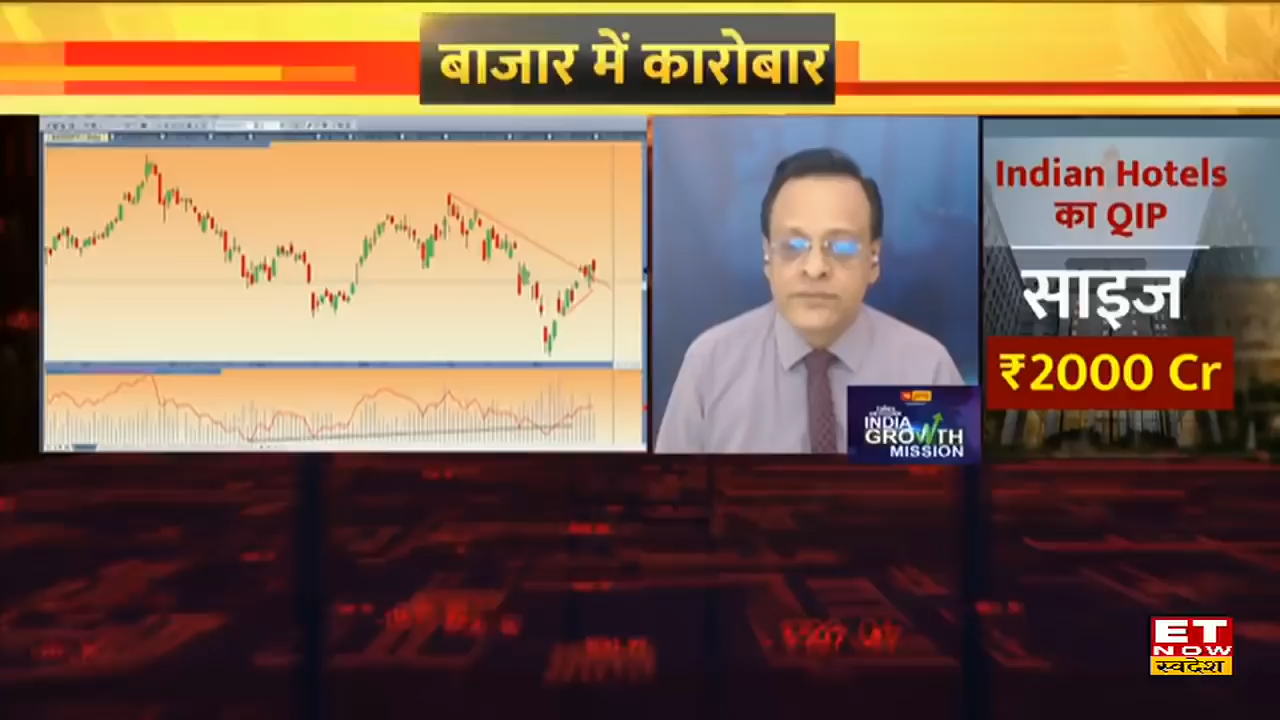 बाजार में कारोबार
Indian Hotels
का QIP
साइज
₹2000 Cr
INDIA
GROWTH
MISSION
ET
NOW
स्वदेश